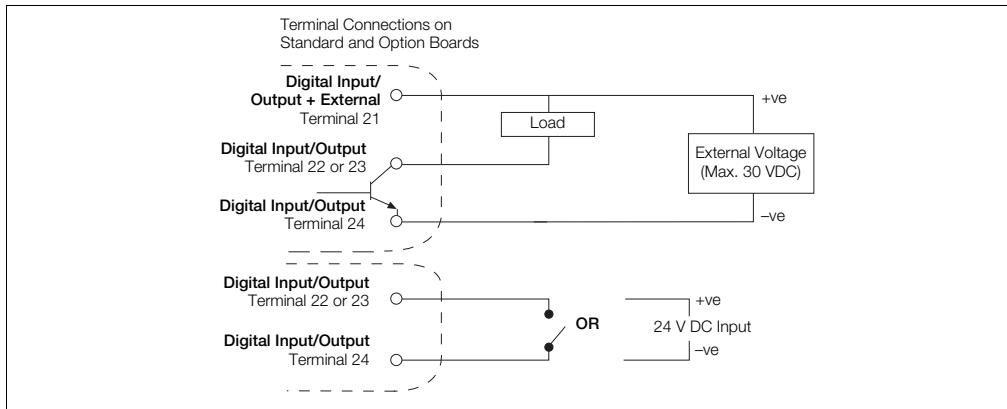 Terminal Connections on
Standard and Option Boards
Digital Input/
Output + External
Terminal 21
+ve
Load
Digital Input/Output
Terminal 22 or 23
External Voltage
(Max. 30 VDC)
Digital Input/Output
Terminal 24
–ve
Digital Input/Output
Terminal 22 or 23
+ve
OR
24 V DC Input
Digital Input/Output
Terminal 24
–ve